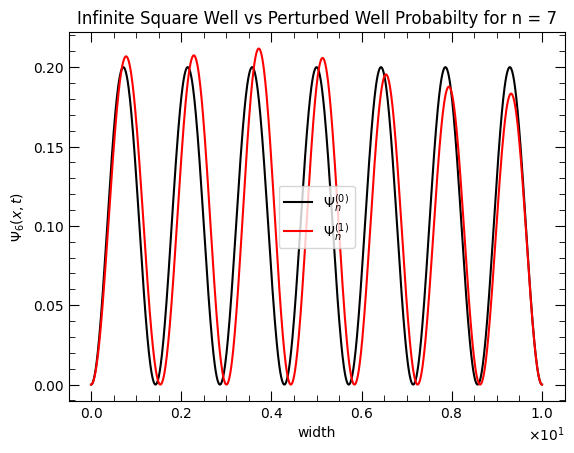 Infinite Square Well vs Perturbed Well Probabilty for n = 7
0.20
0.15
0.10
0.05
0.00
Ψ₆(x, t)
Ψₙ⁽⁰⁾
Ψₙ⁽¹⁾
0.0 0.2 0.4 0.6 0.8 1.0
×10¹
width